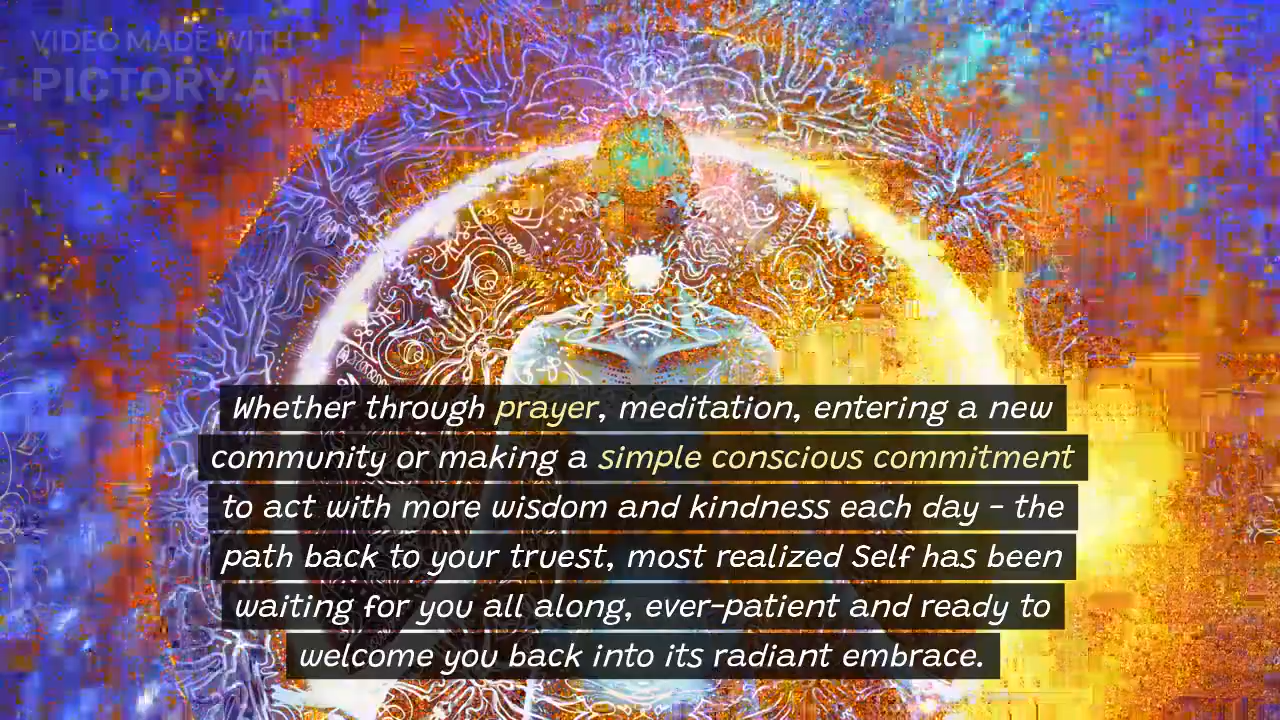 VIDEO MADE WITH
PICTORY.AI
Whether through prayer, meditation, entering a new
community or making a simple conscious commitment
to act with more wisdom and kindness each day - the
path back to your truest, most realized Self has been
waiting for you all along, ever-patient and ready to
welcome you back into its radiant embrace.